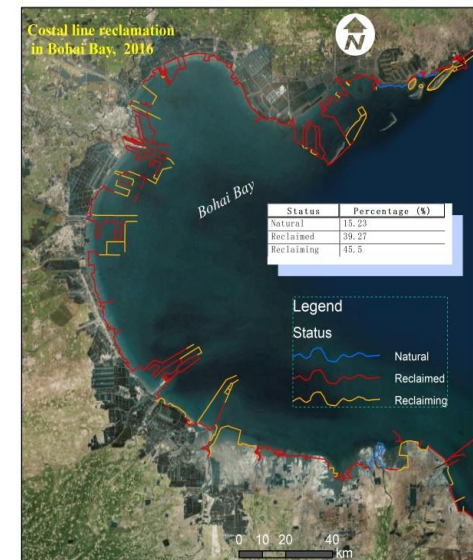 Costal line reclamation
in Bohai Bay, 2016
N
Bohai Bay
Status Percentage (%)
Natural 15.23
Reclaimed 39.27
Reclaiming 45.5
Legend
Status
Natural
Reclaimed
Reclaiming
0 10 20 40
km